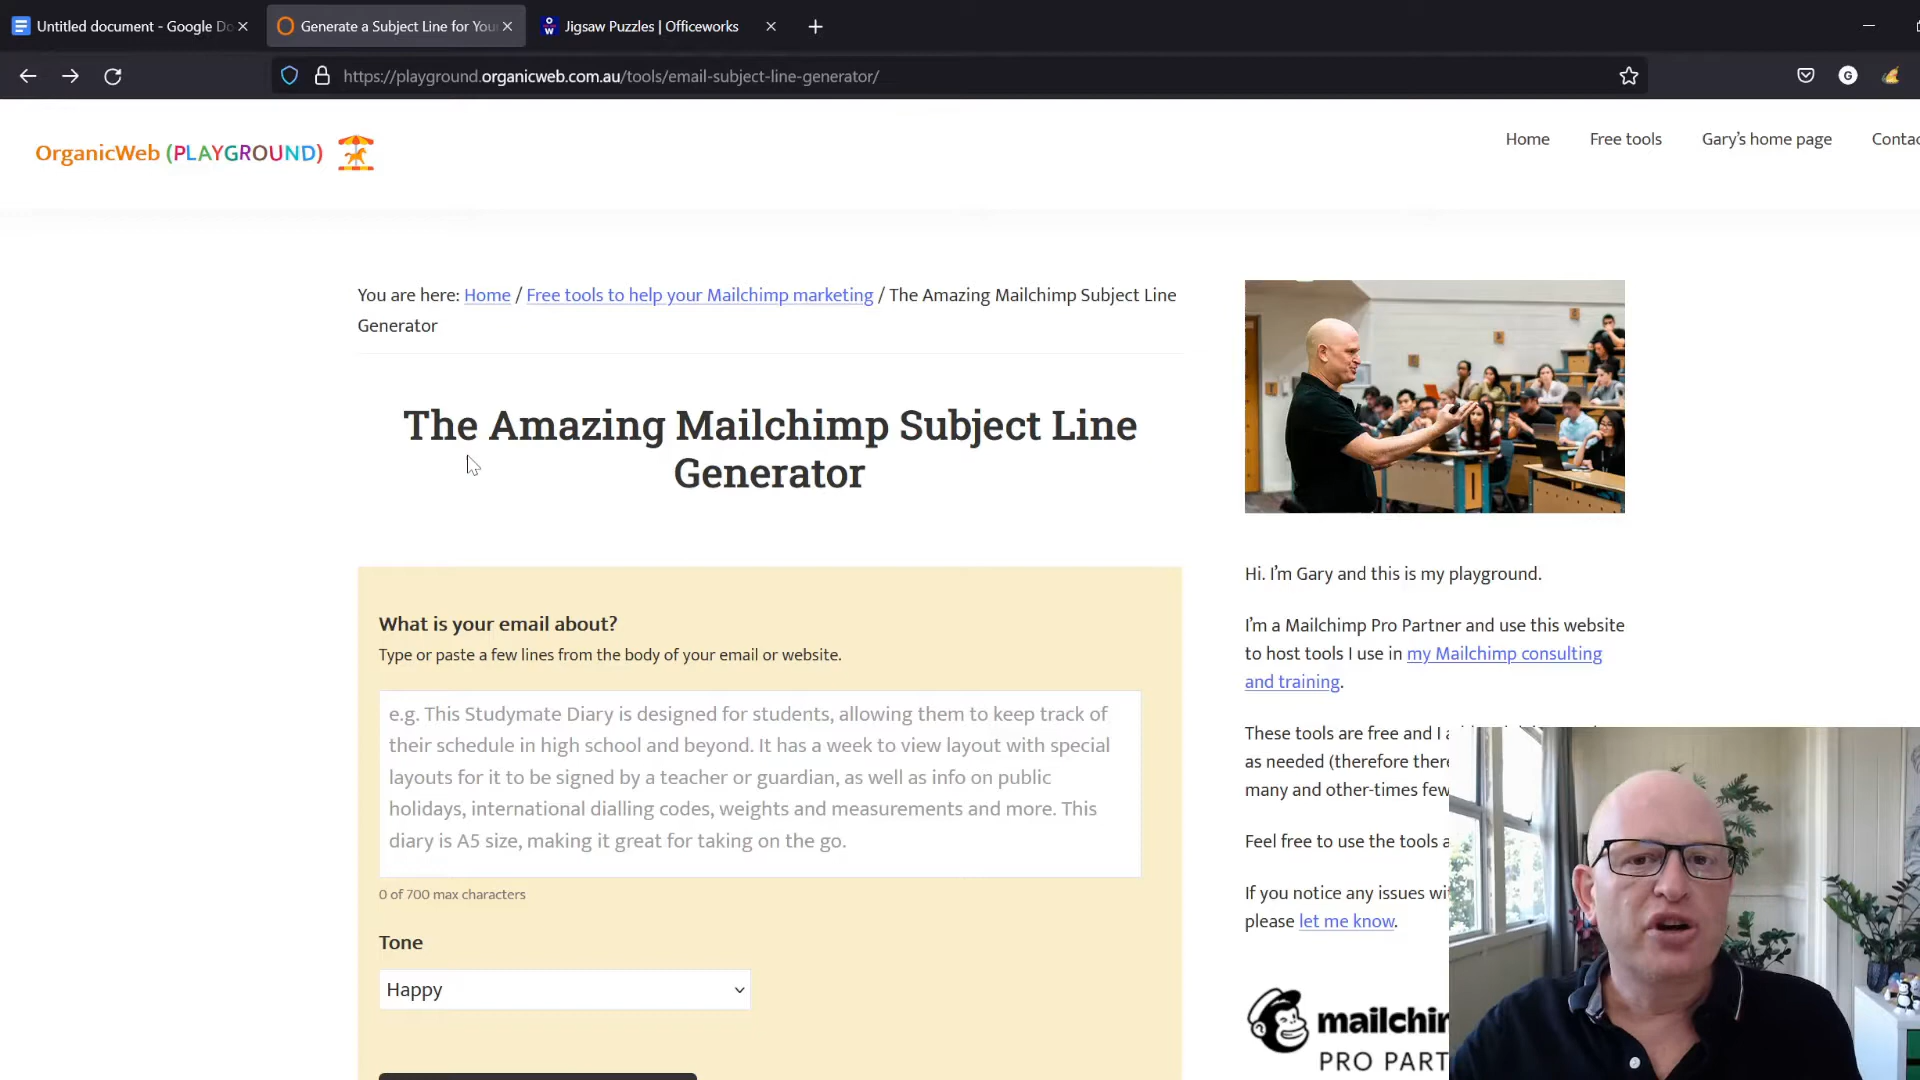 Untitled document - Google Do
Generate a Subject Line for You
Jigsaw Puzzles | Officeworks
https://playground.organicweb.com.au/tools/email-subject-line-generator/
G
OrganicWeb (PLAYGROUND)
Home
Free tools
Gary's home page
Contac
You are here: Home / Free tools to help your Mailchimp marketing / The Amazing Mailchimp Subject Line
Generator
The Amazing Mailchimp Subject Line
Generator
What is your email about?
Type or paste a few lines from the body of your email or website.
e.g. This Studymate Diary is designed for students, allowing them to keep track of
their schedule in high school and beyond. It has a week to view layout with special
layouts for it to be signed by a teacher or guardian, as well as info on public
holidays, international dialling codes, weights and measurements and more. This
diary is A5 size, making it great for taking on the go.
0 of 700 max characters
Tone
Happy
Hi. I'm Gary and this is my playground.
I'm a Mailchimp Pro Partner and use this website
to host tools I use in my Mailchimp consulting
and training.
These tools are free and I a
as needed (therefore there
many and other-times few
Feel free to use the tools a
If you notice any issues wi
please let me know.
mailchim
PRO PART